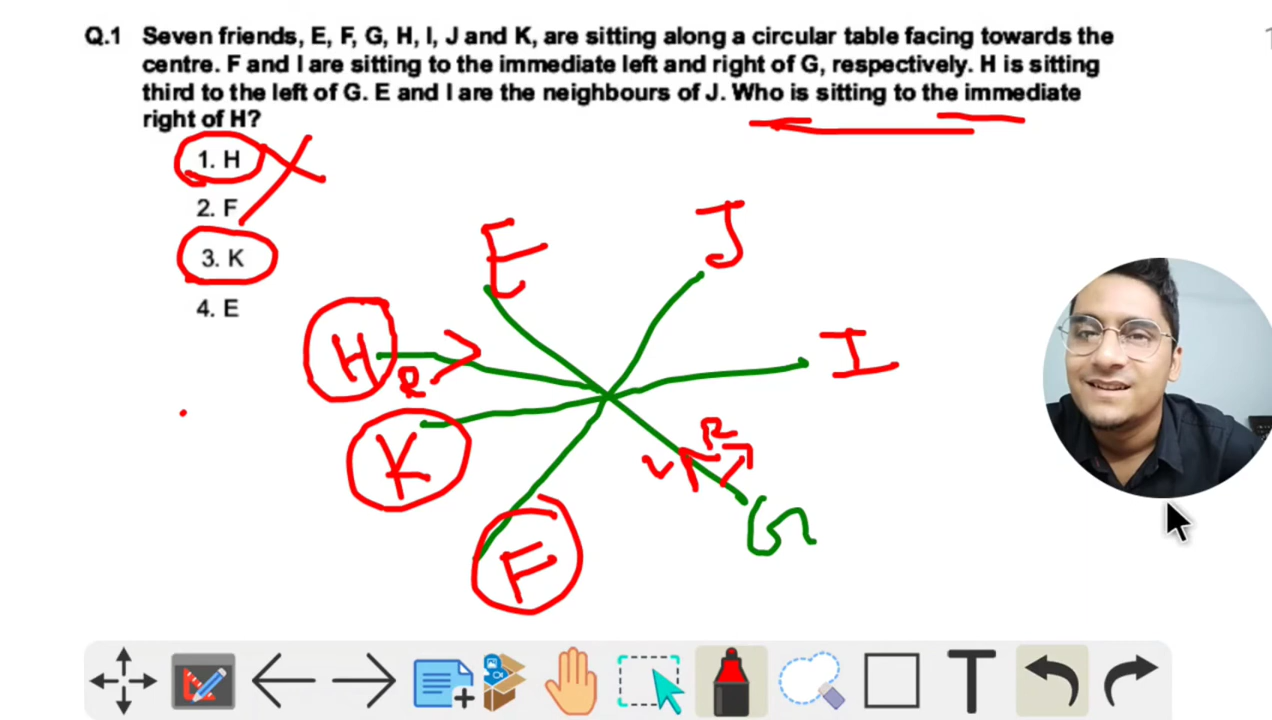 Q.1 Seven friends, E, F, G, H, I, J and K, are sitting along a circular table facing towards the
centre. F and I are sitting to the immediate left and right of G, respectively. H is sitting
third to the left of G. E and I are the neighbours of J. Who is sitting to the immediate
right of H?
1. H
2. F
3. K
4. E
E
J
H
R
I
K
R
L
G
F
T